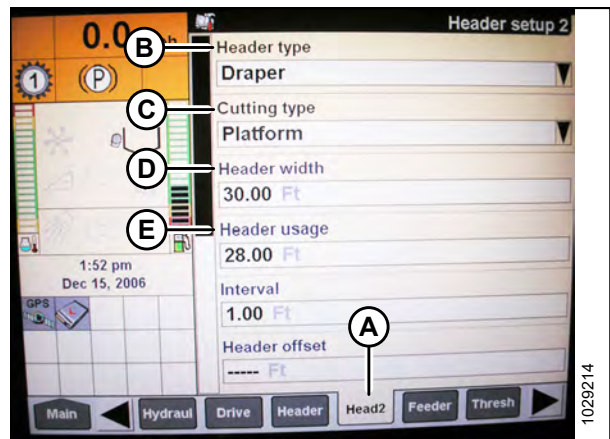 Header setup 2
0.0
B
Header type
Draper
1
(P)
C
Cutting type
Platform
D
Header width
30.00 Ft
E
Header usage
28.00 Ft
1:52 pm
Dec 15, 2006
Interval
1.00 Ft
GPS
A
Header offset
----- Ft
Main
Hydraul
Drive
Header
Head2
Feeder
Thresh
1029214